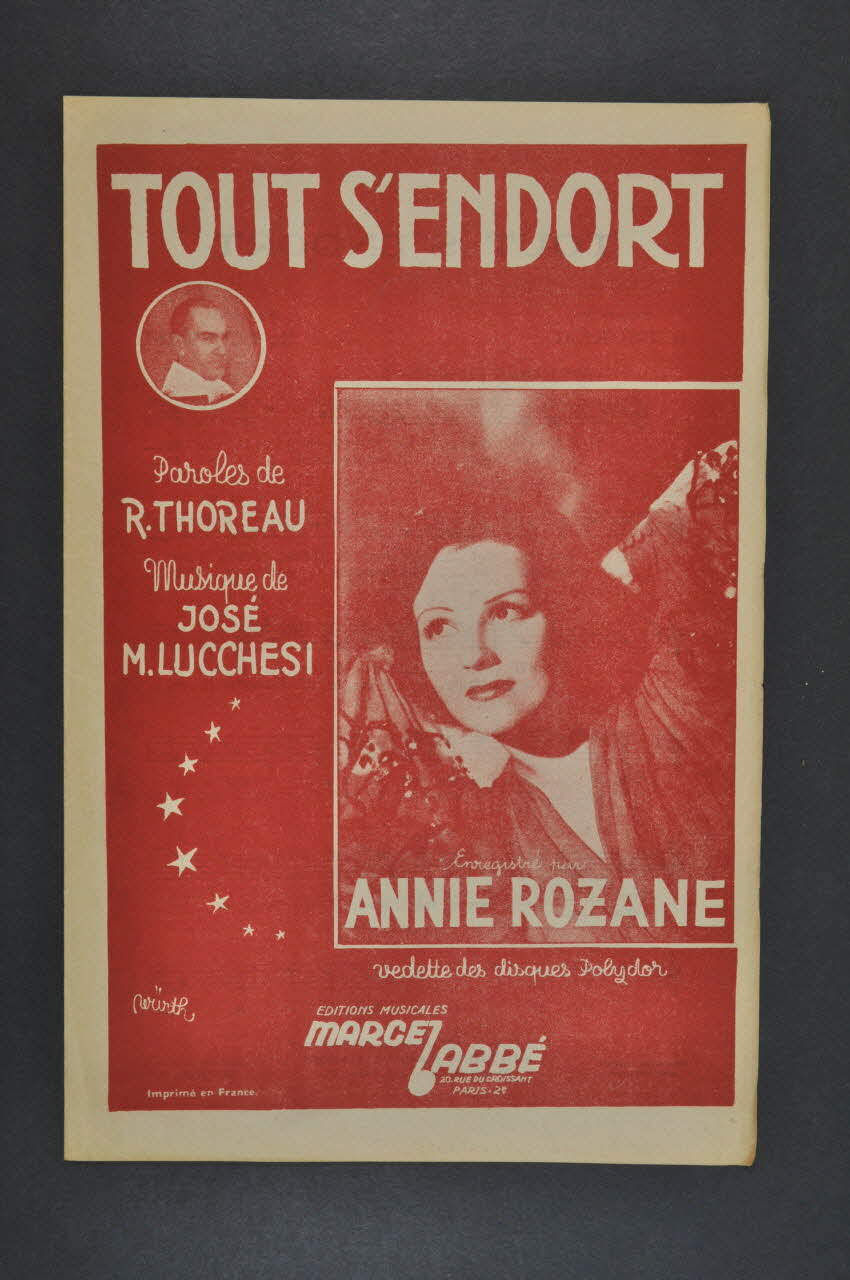 TOUT S'ENDORT
Paroles de
R. THOREAU
Musique de
JOSÉ
M. LUCCHESI
Enregistré par
ANNIE ROZANE
vedette des disques Polydor
würth
EDITIONS MUSICALES
MARCEL LABBÉ
20, RUE DU CROISSANT
PARIS - 2e
Imprimé en France.